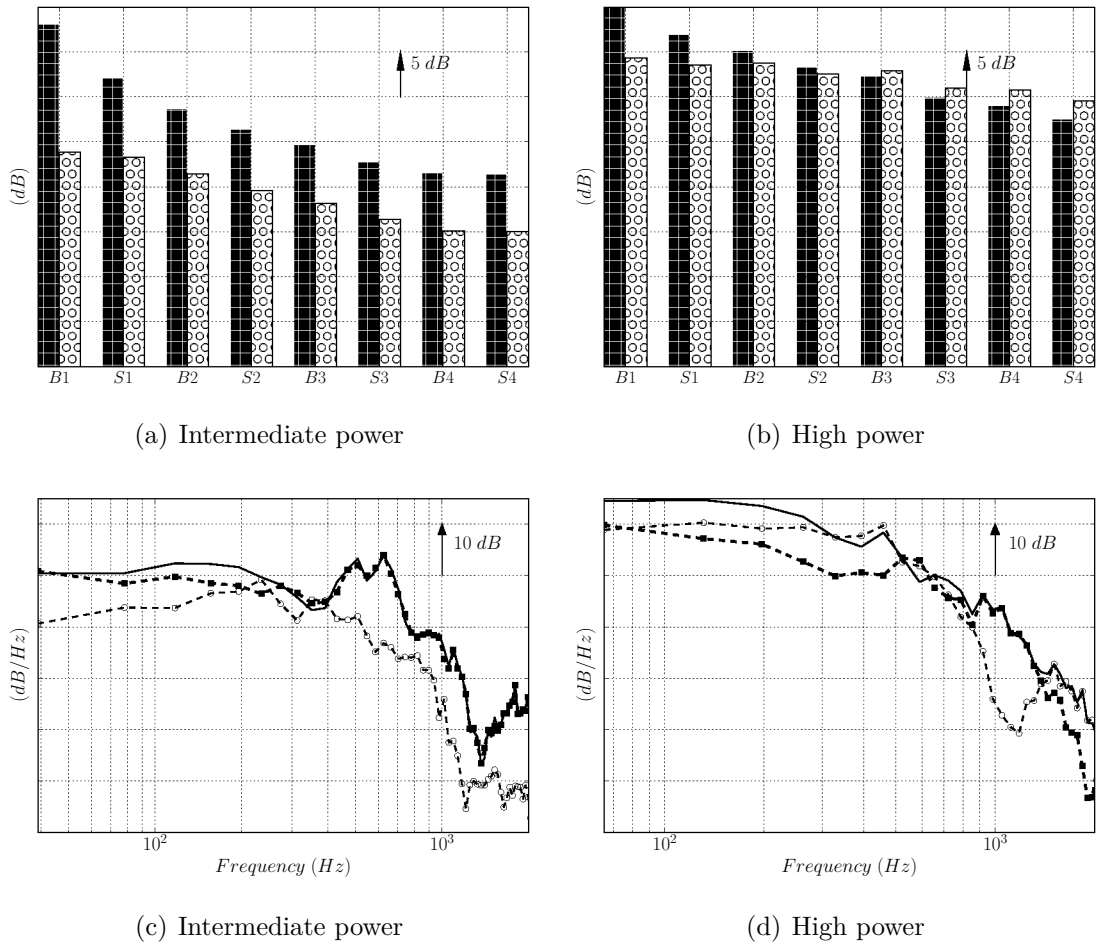 (dB)
5 dB
B1 S1 B2 S2 B3 S3 B4 S4
(a) Intermediate power
(dB)
5 dB
B1 S1 B2 S2 B3 S3 B4 S4
(b) High power
(dB/Hz)
10 dB
10² 10³
Frequency (Hz)
(c) Intermediate power
(dB/Hz)
10 dB
10² 10³
Frequency (Hz)
(d) High power